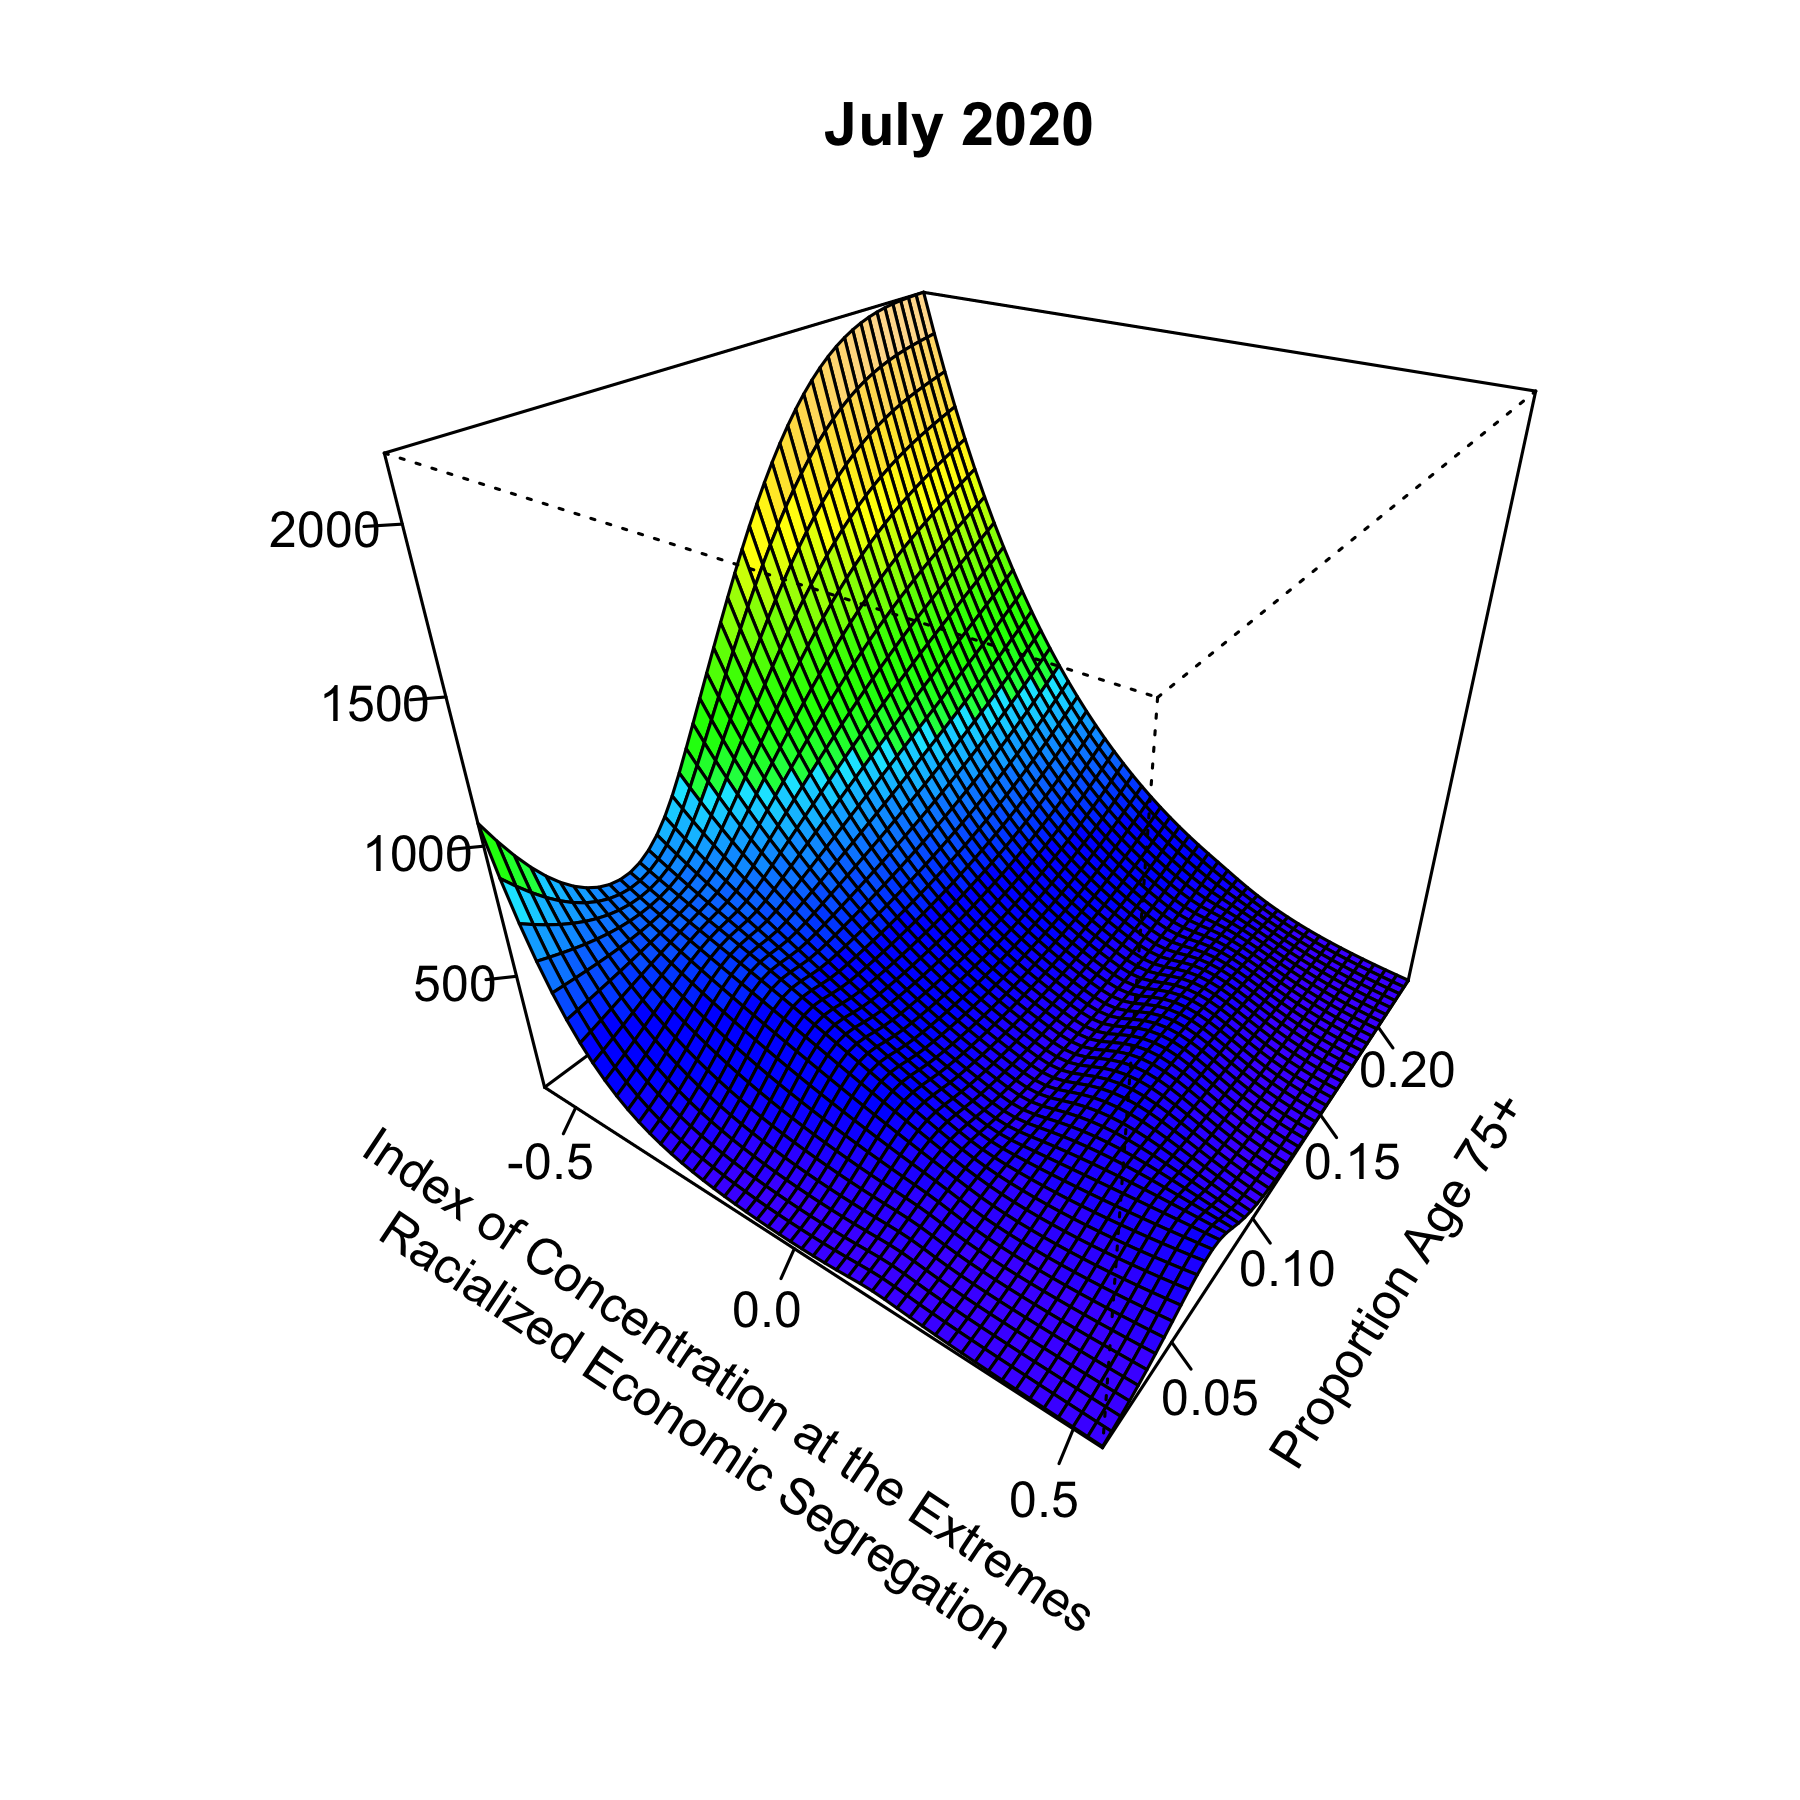 July 2020
2000
1500
1000
500
-0.5
0.0
0.5
Index of Concentration at the Extremes
Racialized Economic Segregation
0.05
0.10
0.15
0.20
Proportion Age 75+